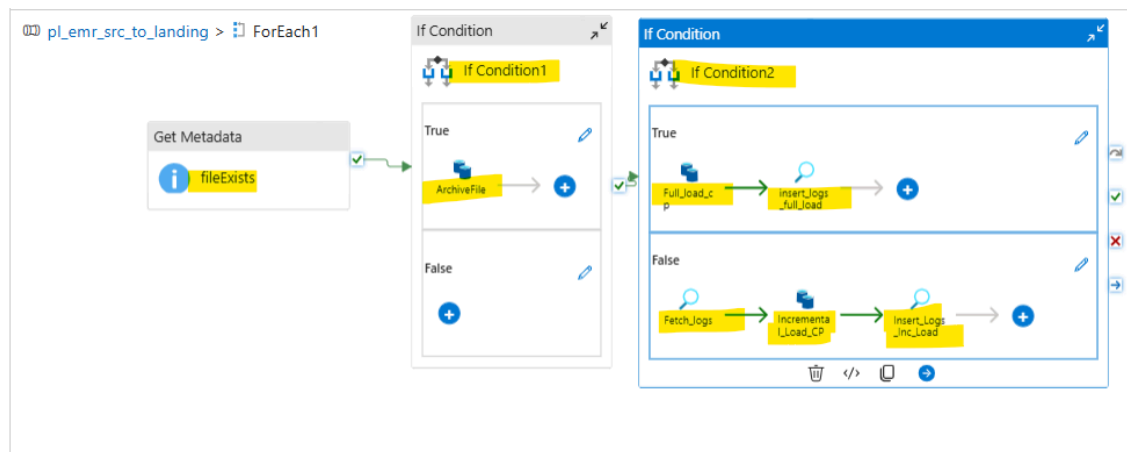 pl_emr_src_to_landing > ForEach1
Get Metadata
fileExists
If Condition
If Condition1
True
ArchiveFile
False
If Condition
If Condition2
True
Full_load_c
p
insert_logs
_full_load
False
Fetch_logs
Incrementa
l_Load_CP
Insert_Logs
_Inc_Load